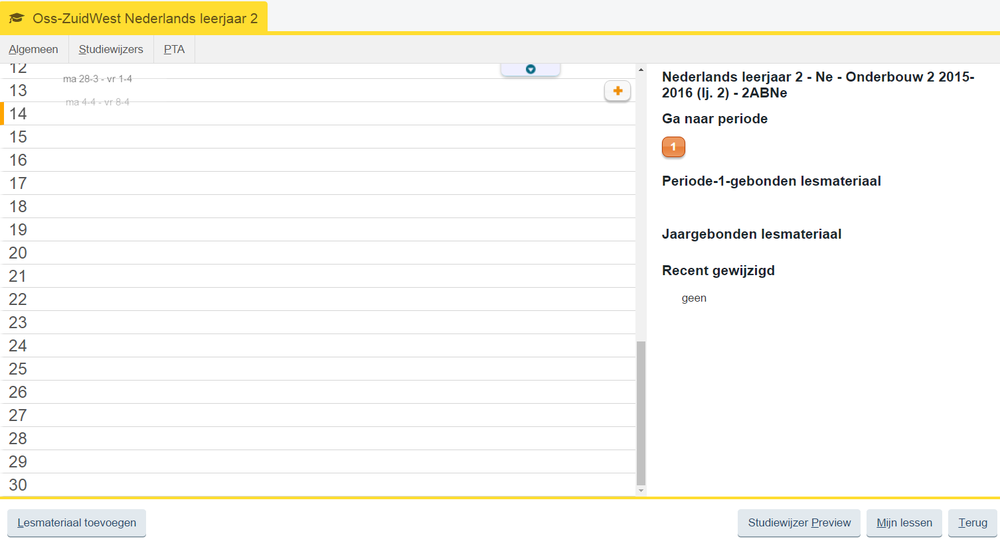 Oss-ZuidWest Nederlands leerjaar 2
Algemeen Studiewijzers PTA
12
ma 28-3 - vr 1-4
13
ma 4-4 - vr 8-4
14
15
16
17
18
19
20
21
22
23
24
25
26
27
28
29
30
Nederlands leerjaar 2 - Ne - Onderbouw 2 2015-
2016 (lj. 2) - 2ABNe
Ga naar periode
1
Periode-1-gebonden lesmateriaal
Jaargebonden lesmateriaal
Recent gewijzigd
geen
Lesmateriaal toevoegen Studiewijzer Preview Mijn lessen Terug